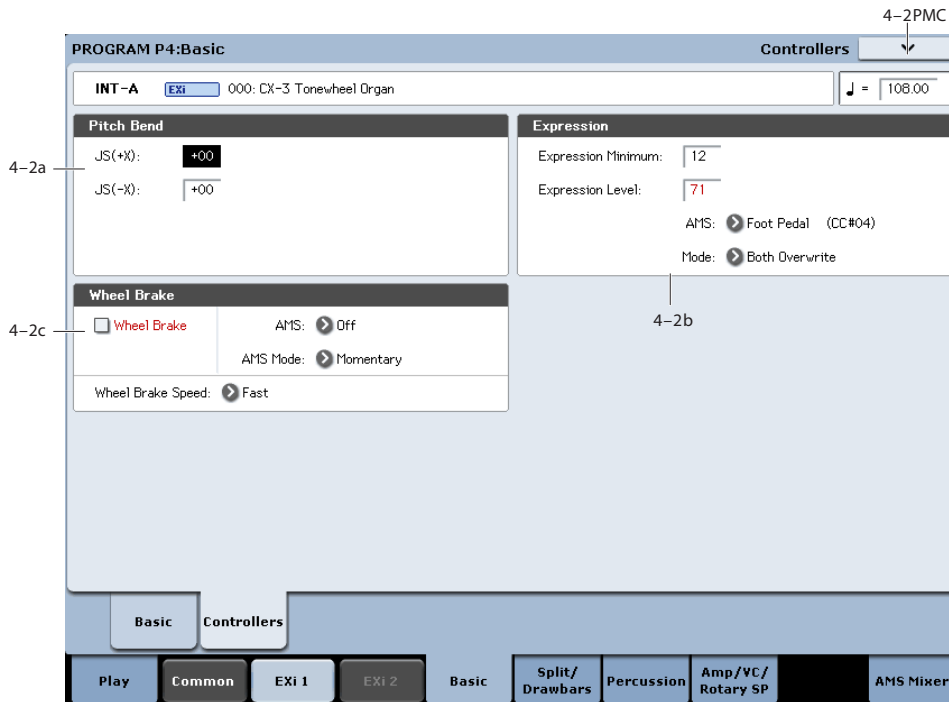 4–2PMC
PROGRAM P4:Basic
Controllers
INT-A EXi 000: CX-3 Tonewheel Organ
♩ = 108.00
Pitch Bend
JS(+X): +00
JS(-X): +00
4–2a
Expression
Expression Minimum: 12
Expression Level: 71
AMS: Foot Pedal (CC#04)
Mode: Both Overwrite
4–2b
Wheel Brake
4–2c
Wheel Brake
AMS: Off
AMS Mode: Momentary
Wheel Brake Speed: Fast
Basic Controllers
Play Common EXi 1 EXi 2 Basic Split/
Drawbars Percussion Amp/VC/
Rotary SP AMS Mixer